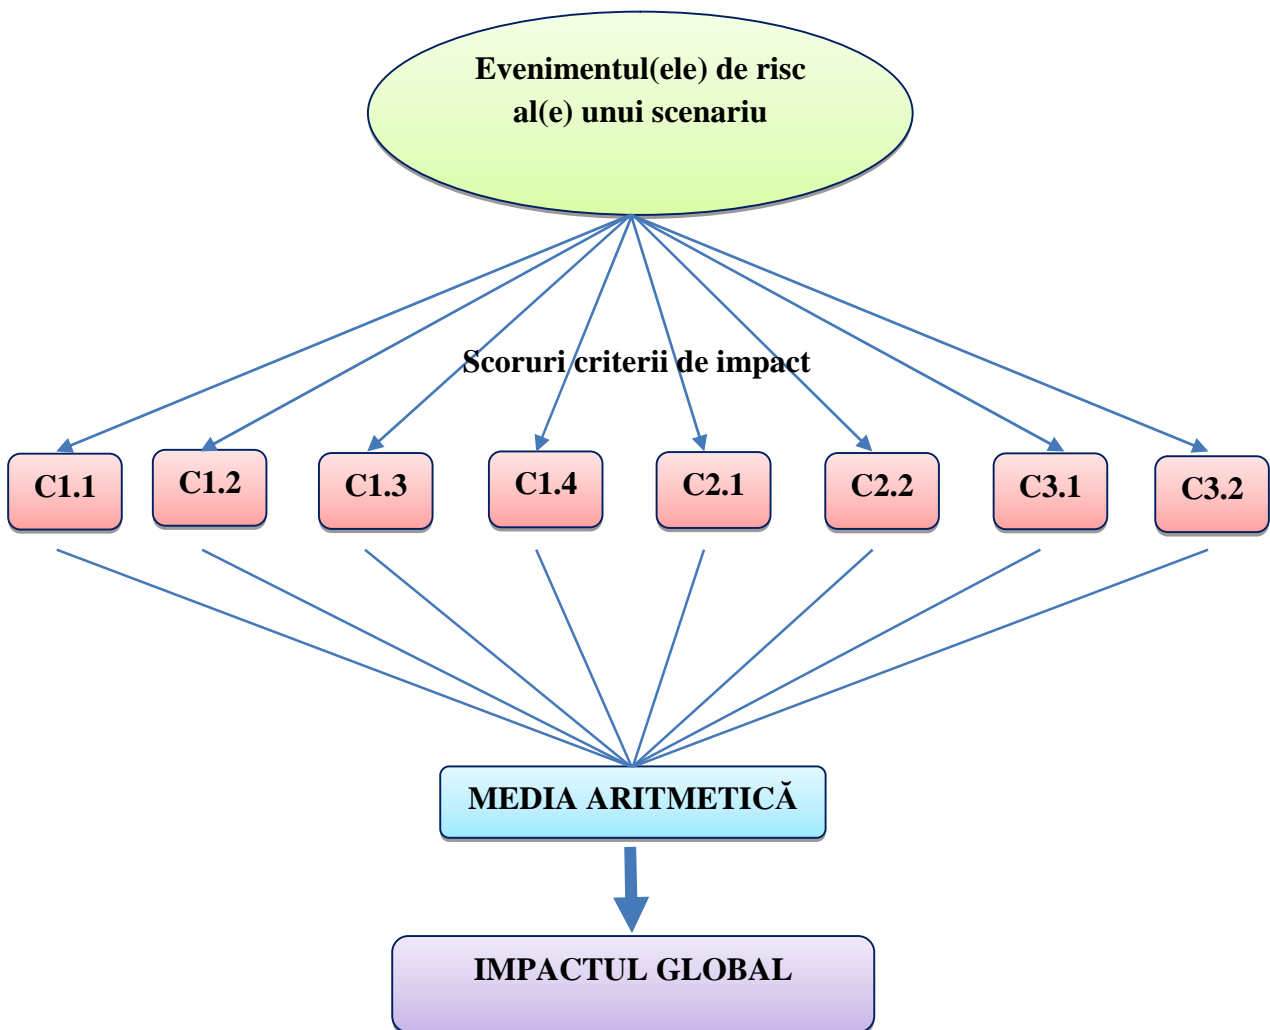 Evenimentul(ele) de risc
al(e) unui scenariu
Scoruri criterii de impact
C1.1
C1.2
C1.3
C1.4
C2.1
C2.2
C3.1
C3.2
MEDIA ARITMETICĂ
IMPACTUL GLOBAL